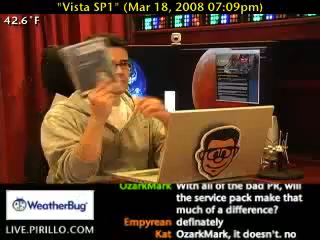 "Vista SP1" (Mar 18, 2008 07:09pm)
42.6°F
OzarkMark With all of the bad PR, will
the service pack make that
much of a difference?
Empyrean definately
Kat OzarkMark, it doesn't. no
WeatherBug
LIVE.PIRILLO.COM